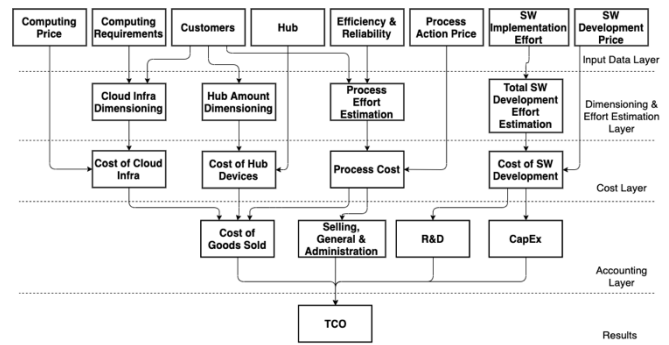 Computing
Price
Computing
Requirements
Customers
Hub
Efficiency &
Reliability
Process
Action Price
SW
Implementation
Effort
SW
Development
Price
Input Data Layer
Cloud Infra
Dimensioning
Hub Amount
Dimensioning
Process
Effort
Estimation
Total SW
Development
Effort
Estimation
Dimensioning &
Effort Estimation
Layer
Cost of Cloud
Infra
Cost of Hub
Devices
Process Cost
Cost of SW
Development
Cost Layer
Cost of
Goods Sold
Selling,
General &
Administration
R&D
CapEx
Accounting
Layer
TCO
Results